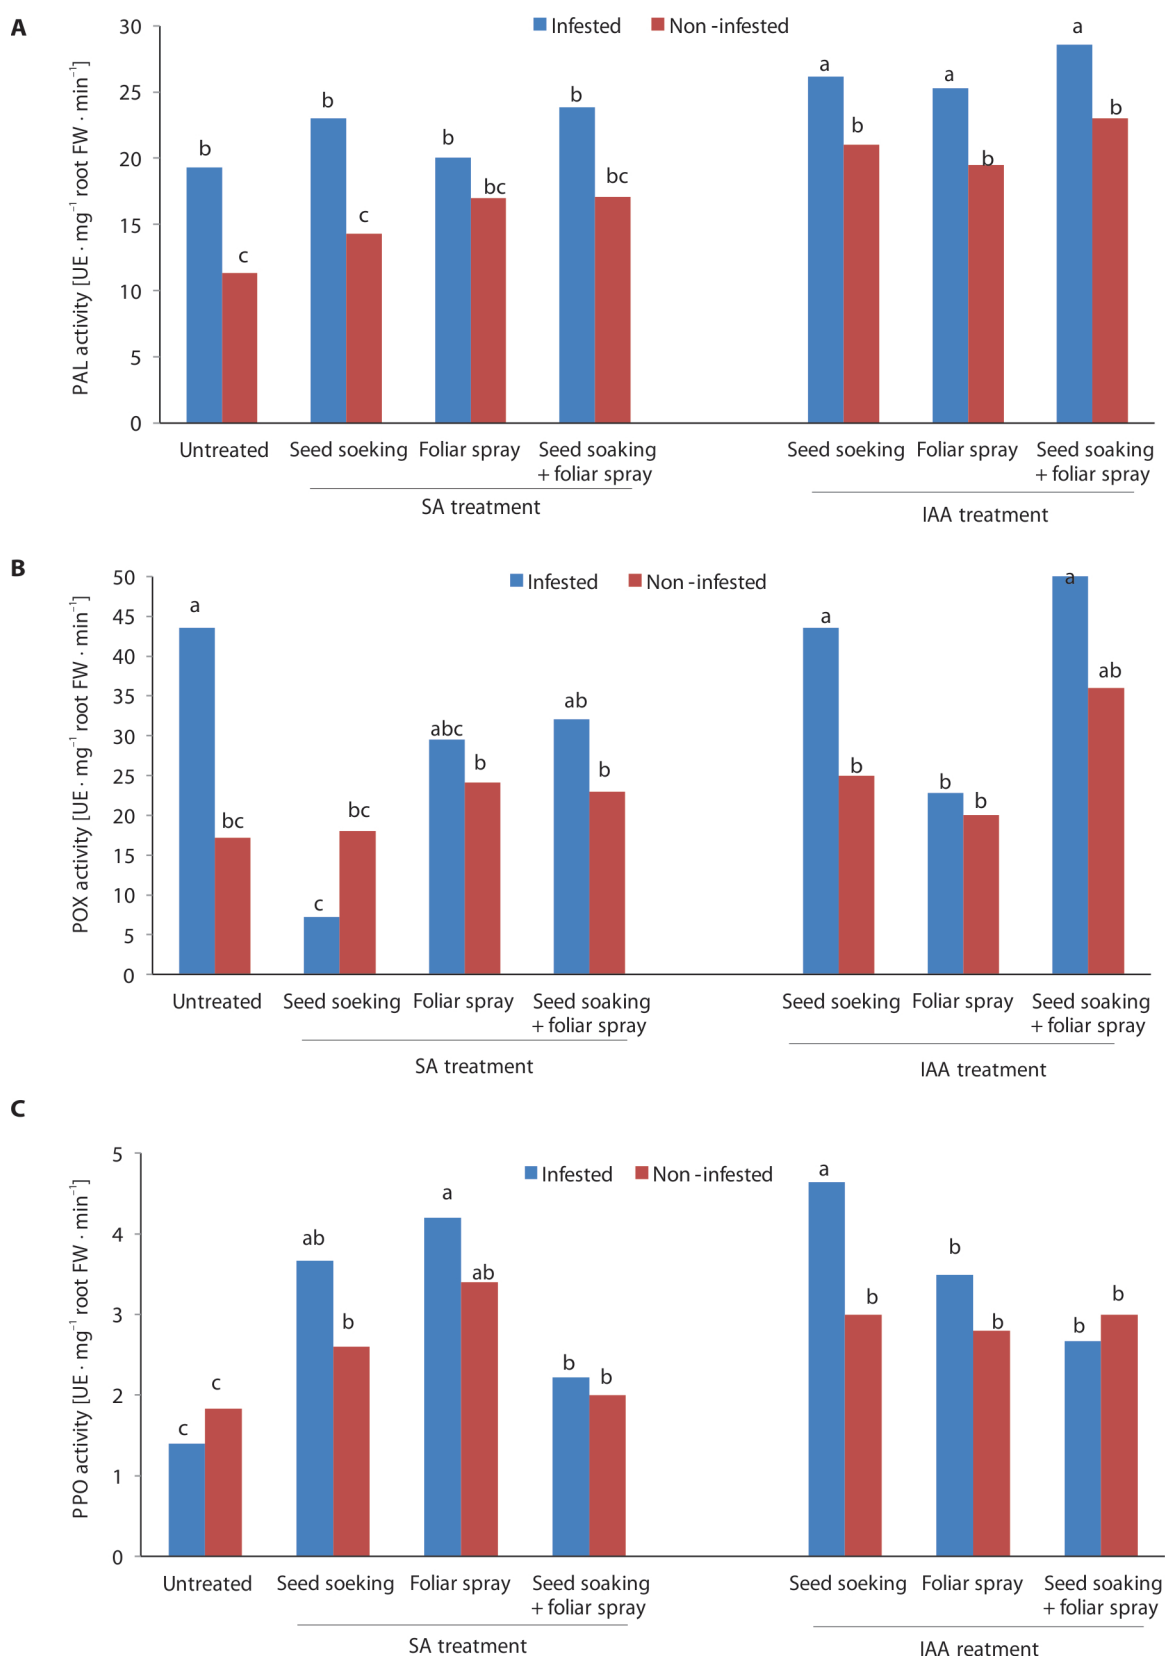 A
Infested Non -infested
PAL activity [UE · mg⁻¹ root FW · min⁻¹]
30
25
20
15
10
5
0
b c b c b bc b bc a b a b a b
Untreated Seed soeking Foliar spray Seed soaking Seed soeking Foliar spray Seed soaking
+ foliar spray + foliar spray
SA treatment IAA treatment
B
Infested Non -infested
POX activity [UE · mg⁻¹ root FW · min⁻¹]
50
45
40
35
30
25
20
15
10
5
0
a bc c bc abc b ab b a b b b a ab
Untreated Seed soeking Foliar spray Seed soaking Seed soeking Foliar spray Seed soaking
+ foliar spray + foliar spray
SA treatment IAA treatment
C
Infested Non -infested
PPO activity [UE · mg⁻¹ root FW · min⁻¹]
5
4
3
2
1
0
c c ab b a ab b b a b b b b b
Untreated Seed soeking Foliar spray Seed soaking Seed soeking Foliar spray Seed soaking
+ foliar spray + foliar spray
SA treatment IAA reatment